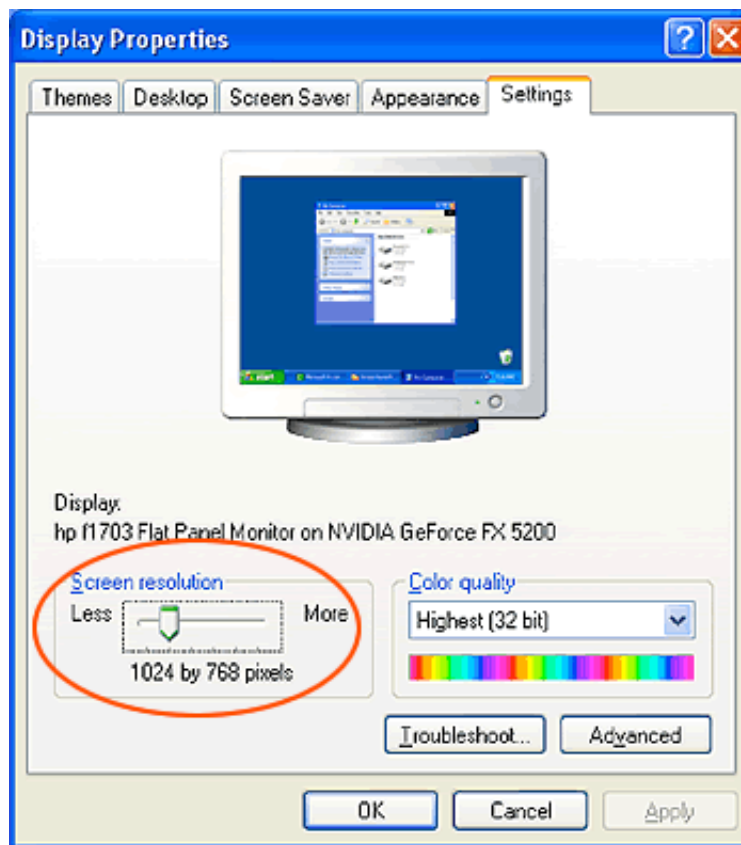 Display Properties
Themes Desktop Screen Saver Appearance Settings
Display:
hp f1703 Flat Panel Monitor on NVIDIA GeForce FX 5200
Screen resolution
Less More
1024 by 768 pixels
Color quality
Highest (32 bit)
Troubleshoot... Advanced
OK Cancel Apply